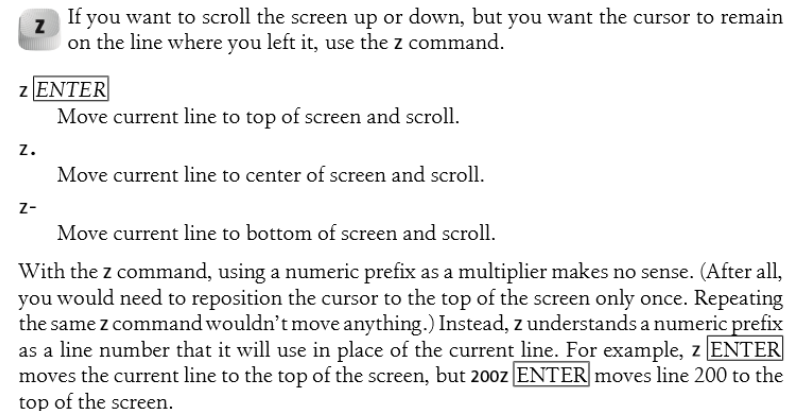 z If you want to scroll the screen up or down, but you want the cursor to remain
on the line where you left it, use the z command.
z ENTER
Move current line to top of screen and scroll.
z.
Move current line to center of screen and scroll.
z-
Move current line to bottom of screen and scroll.
With the z command, using a numeric prefix as a multiplier makes no sense. (After all,
you would need to reposition the cursor to the top of the screen only once. Repeating
the same z command wouldn't move anything.) Instead, z understands a numeric prefix
as a line number that it will use in place of the current line. For example, z ENTER
moves the current line to the top of the screen, but 200z ENTER moves line 200 to the
top of the screen.